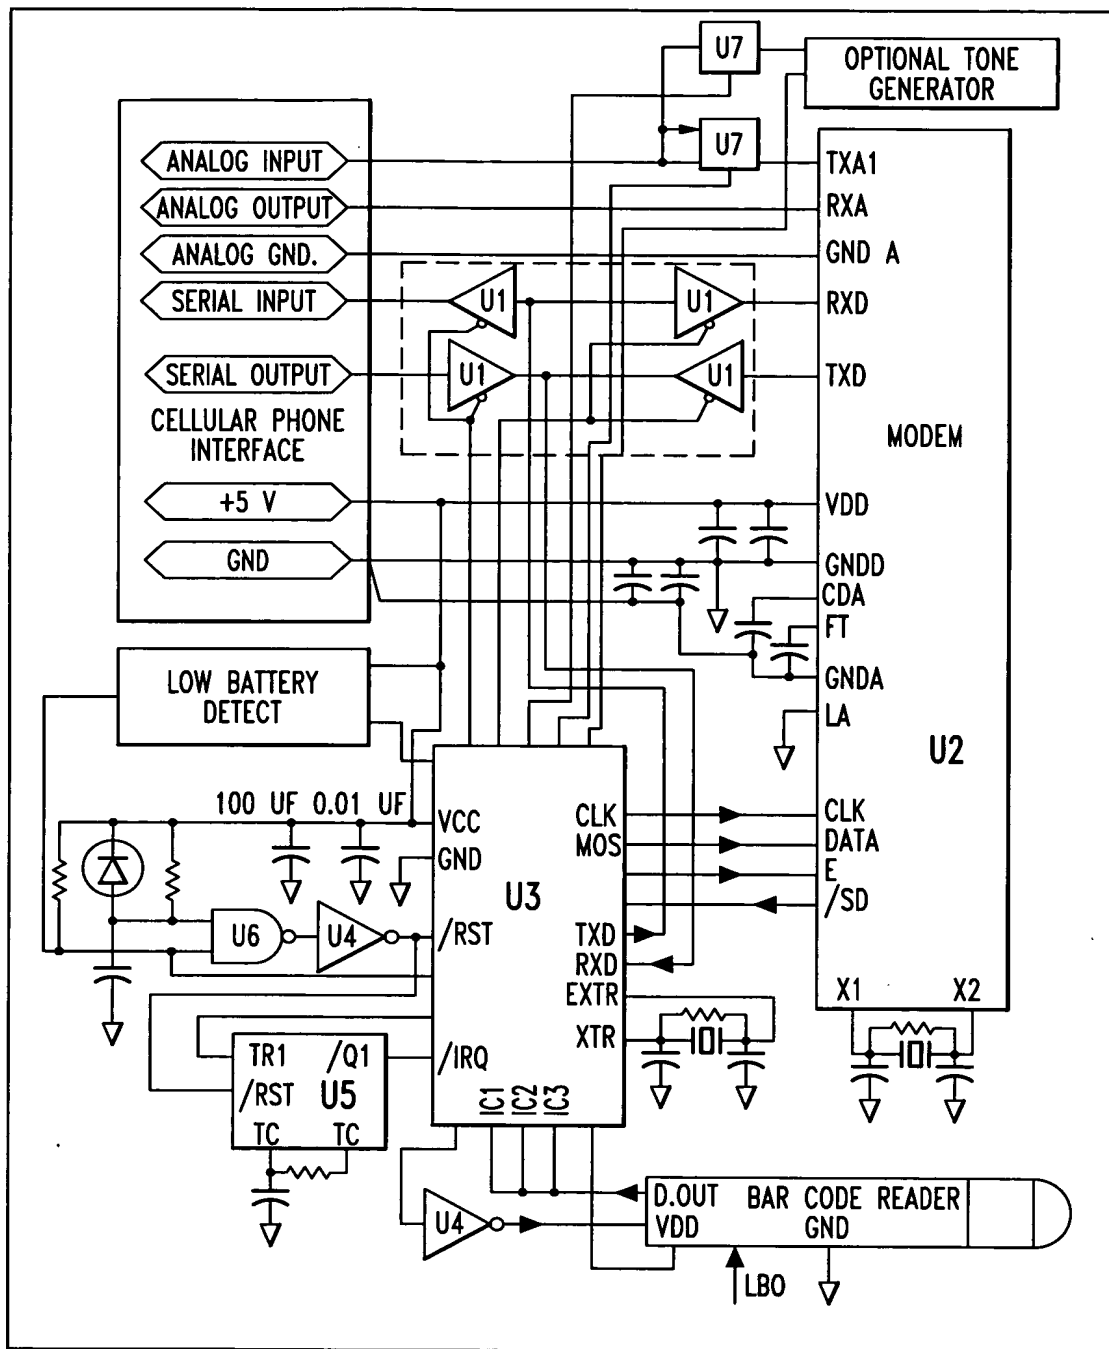 U7
OPTIONAL TONE
GENERATOR
U7
ANALOG INPUT
ANALOG OUTPUT
ANALOG GND.
SERIAL INPUT
SERIAL OUTPUT
CELLULAR PHONE
INTERFACE
+5 V
GND
U1
U1
U1
U1
TXA1
RXA
GND A
RXD
TXD
MODEM
VDD
GNDD
CDA
FT
GNDA
LA
U2
CLK
DATA
E
/SD
X1
X2
LOW BATTERY
DETECT
100 UF 0.01 UF
VCC
GND
U3
CLK
MOS
U6
U4
/RST
TXD
RXD
EXTR
XTR
/IRQ
IC1
IC2
IC3
TR1
/Q1
/RST
U5
TC
TC
U4
D.OUT
BAR CODE READER
VDD
GND
LBO